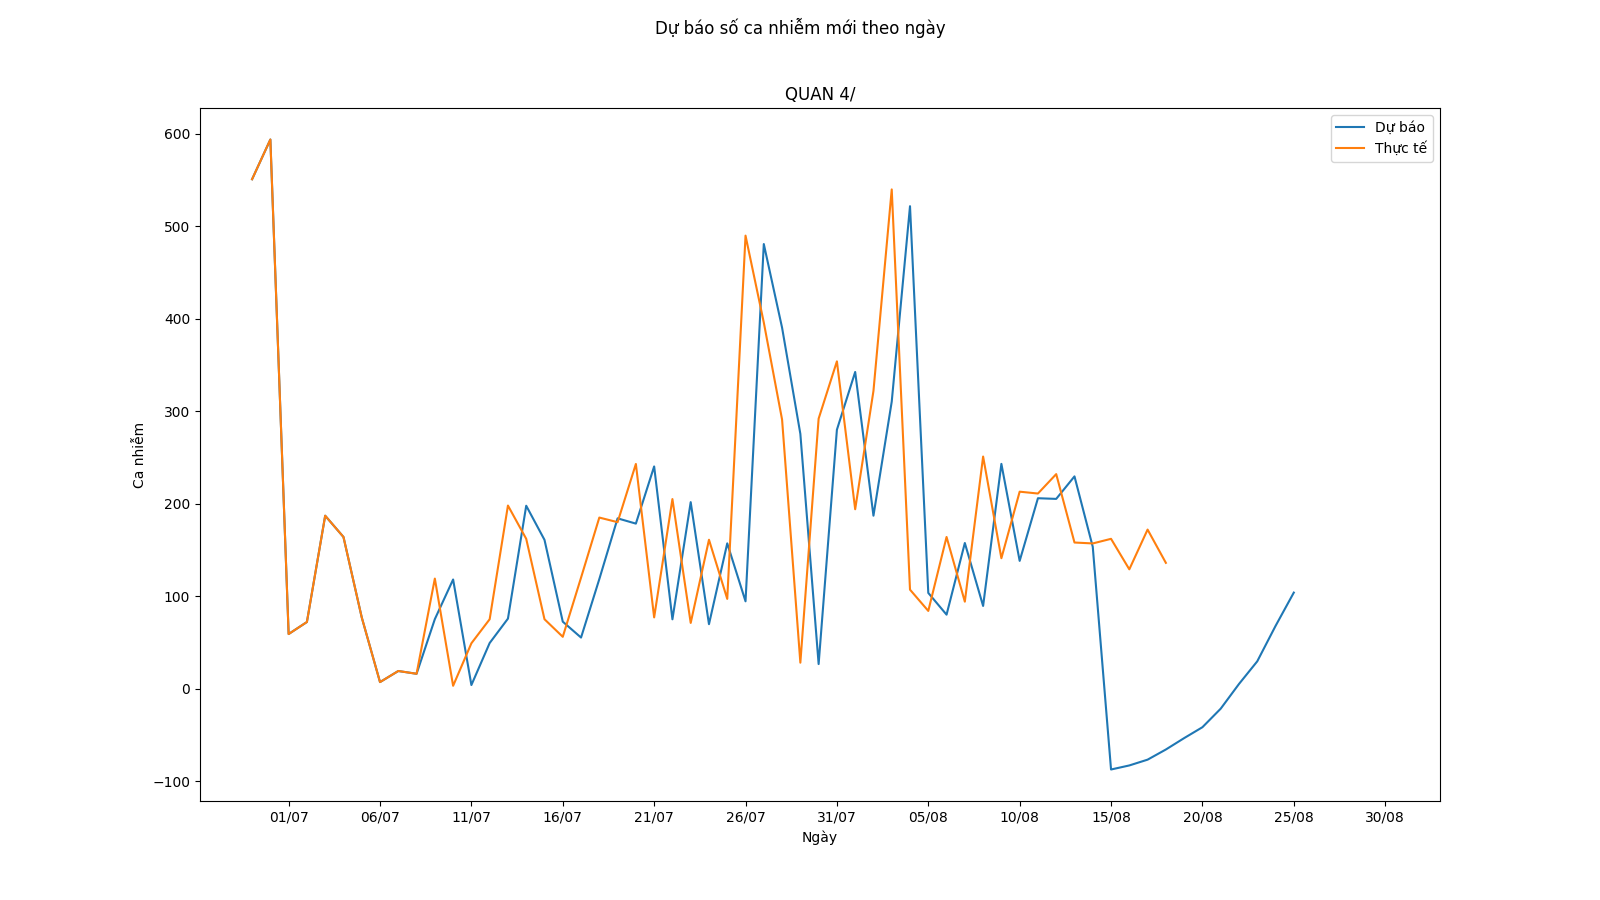 Dự báo số ca nhiễm mới theo ngày
QUAN 4/
Dự báo
Thực tế
600
500
400
300
200
100
0
−100
Ca nhiễm
01/07 06/07 11/07 16/07 21/07 26/07 31/07 05/08 10/08 15/08 20/08 25/08 30/08
Ngày